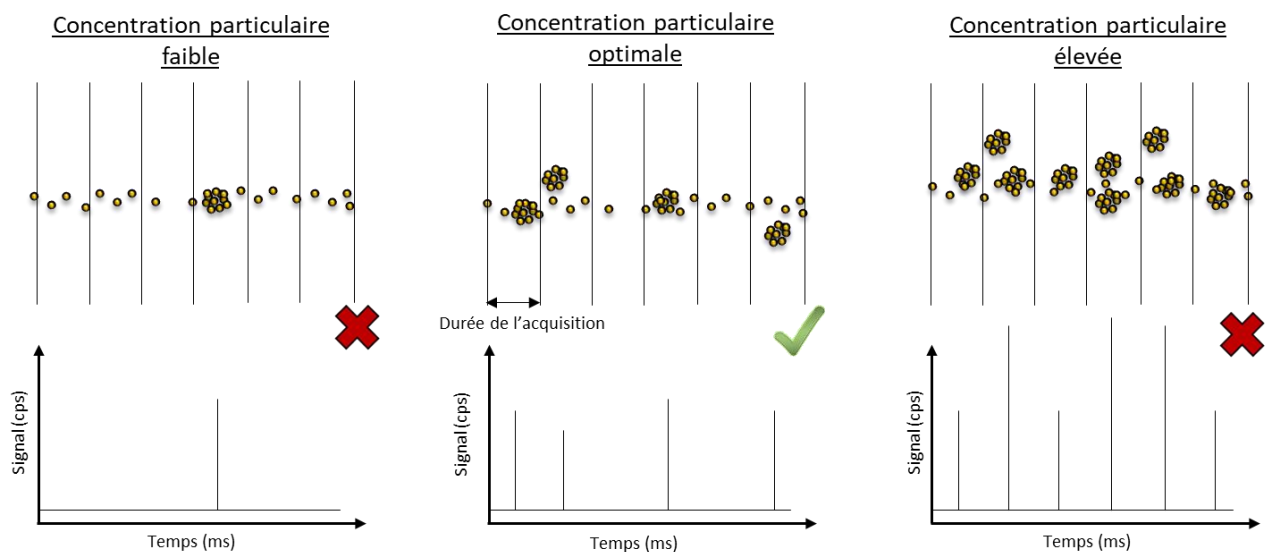 Concentration particulaire
faible
Concentration particulaire
optimale
Concentration particulaire
élevée
Durée de l’acquisition
Signal (cps)
Temps (ms)
Signal (cps)
Temps (ms)
Signal (cps)
Temps (ms)